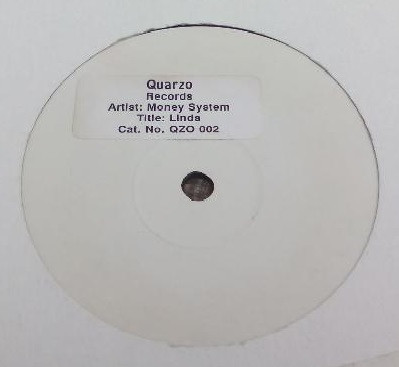 Quarzo
Records
Artist: Money System
Title: Linda
Cat. No. QZO 002